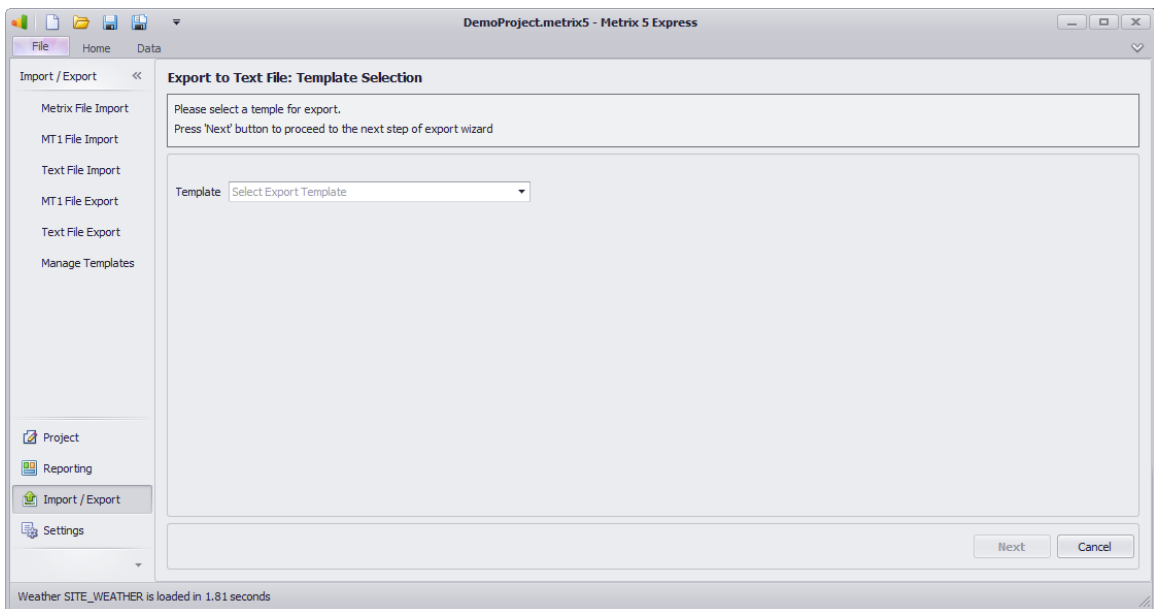 DemoProject.metrix5 - Metrix 5 Express
File Home Data
Import / Export
Metrix File Import
MT1 File Import
Text File Import
MT1 File Export
Text File Export
Manage Templates
Project
Reporting
Import / Export
Settings
Export to Text File: Template Selection
Please select a temple for export.
Press 'Next' button to proceed to the next step of export wizard
Template Select Export Template
Next Cancel
Weather SITE_WEATHER is loaded in 1.81 seconds